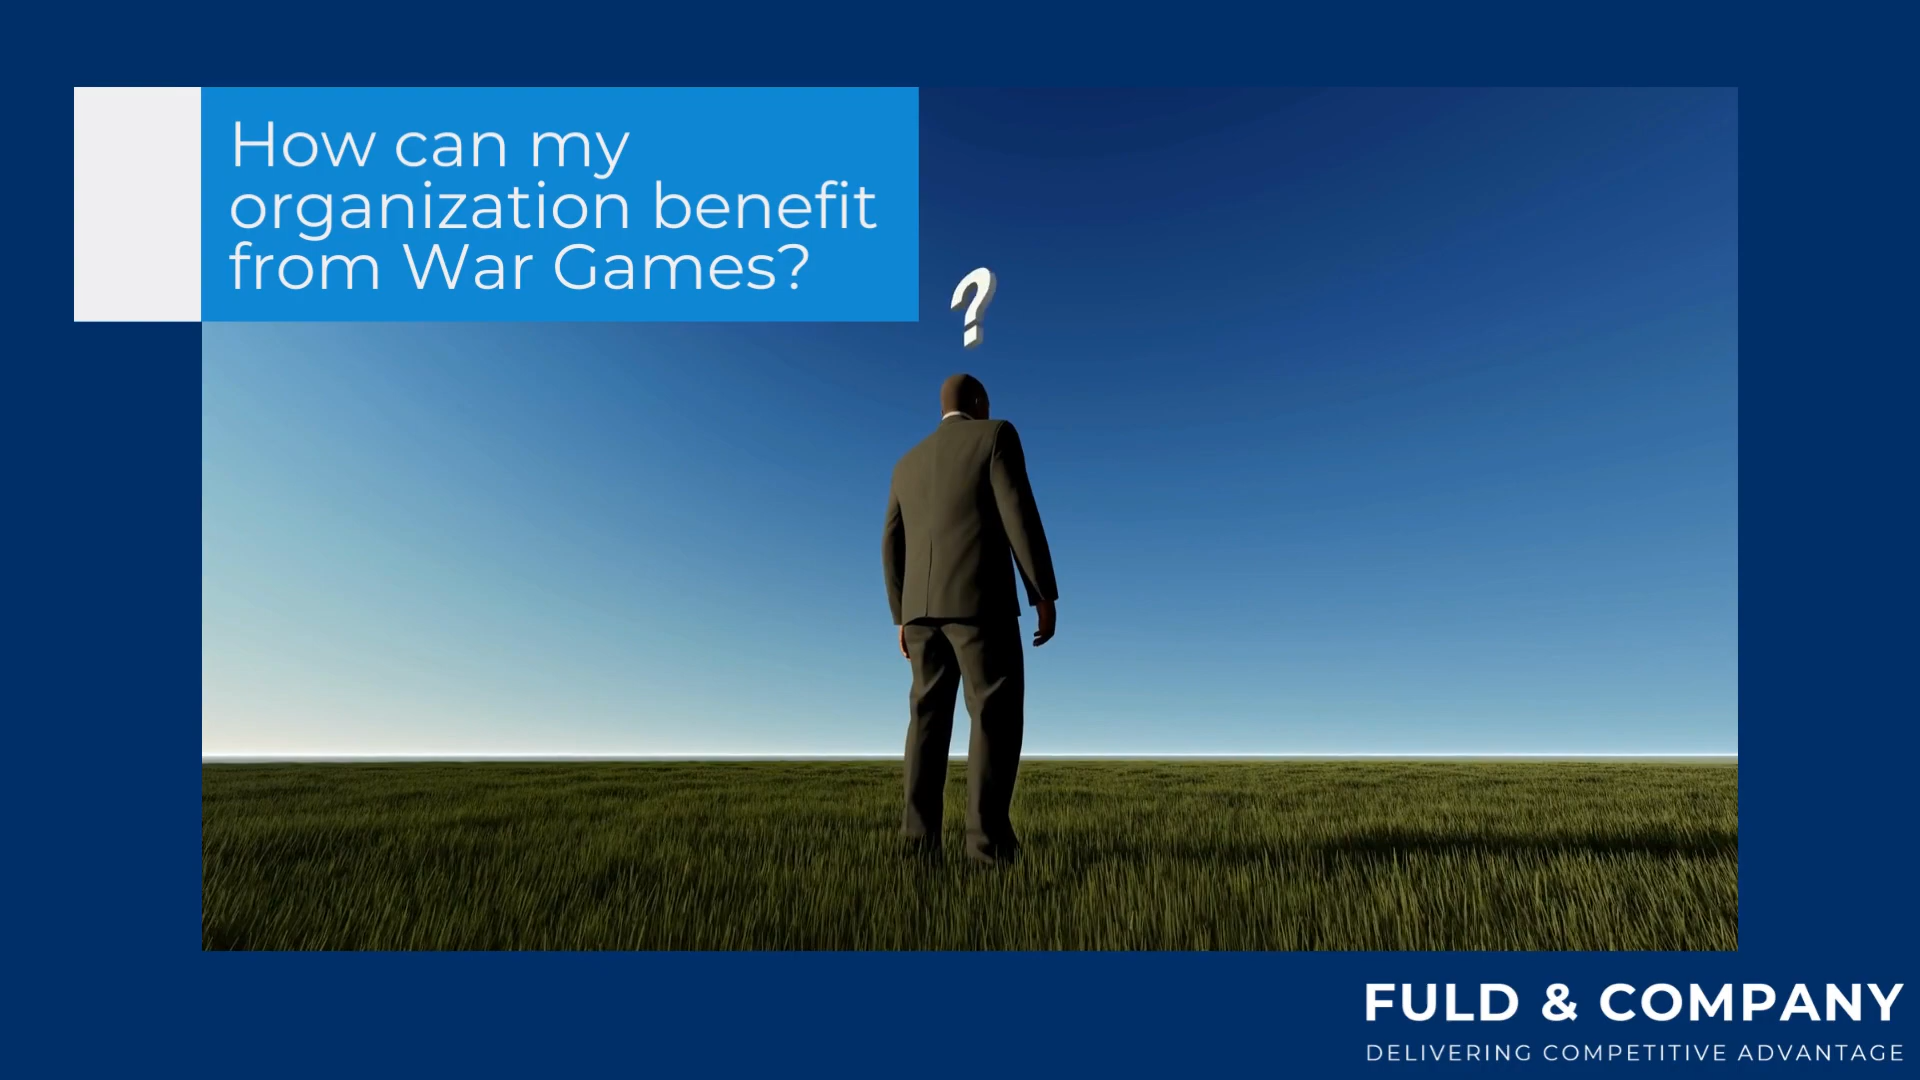 How can my
organization benefit
from War Games?
?
FULD & COMPANY
DELIVERING COMPETITIVE ADVANTAGE